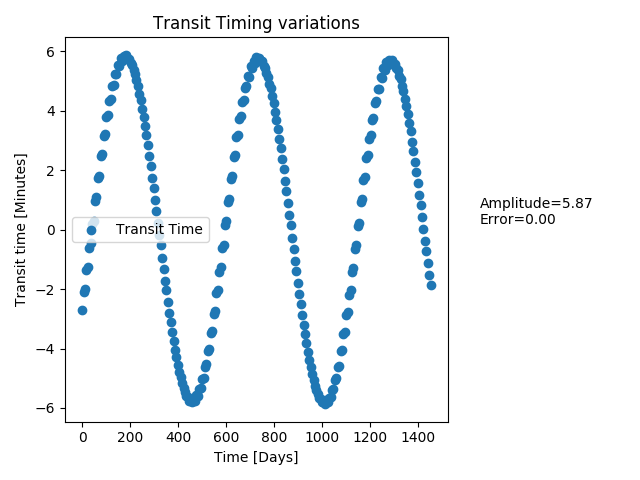 Transit Timing variations
Transit time [Minutes]
6
4
2
0
−2
−4
−6
Transit Time
0
200
400
600
800
1000
1200
1400
Time [Days]
Amplitude=5.87
Error=0.00